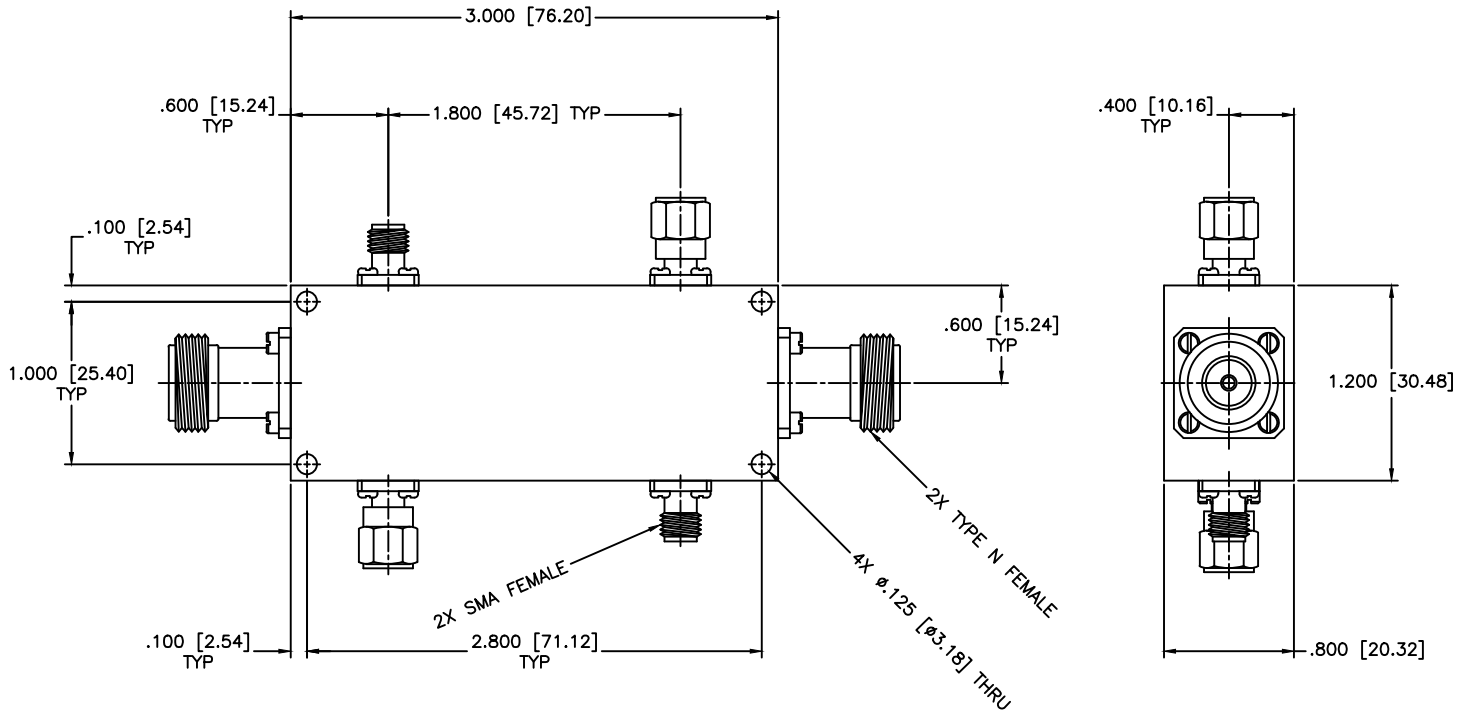 3.000 [76.20]
.600 [15.24]
TYP
1.800 [45.72] TYP
.400 [10.16]
TYP
.100 [2.54]
TYP
.600 [15.24]
TYP
1.000 [25.40]
TYP
1.200 [30.48]
2X TYPE N FEMALE
2X SMA FEMALE
4X ø.125 [ø3.18] THRU
.100 [2.54]
TYP
2.800 [71.12]
TYP
.800 [20.32]